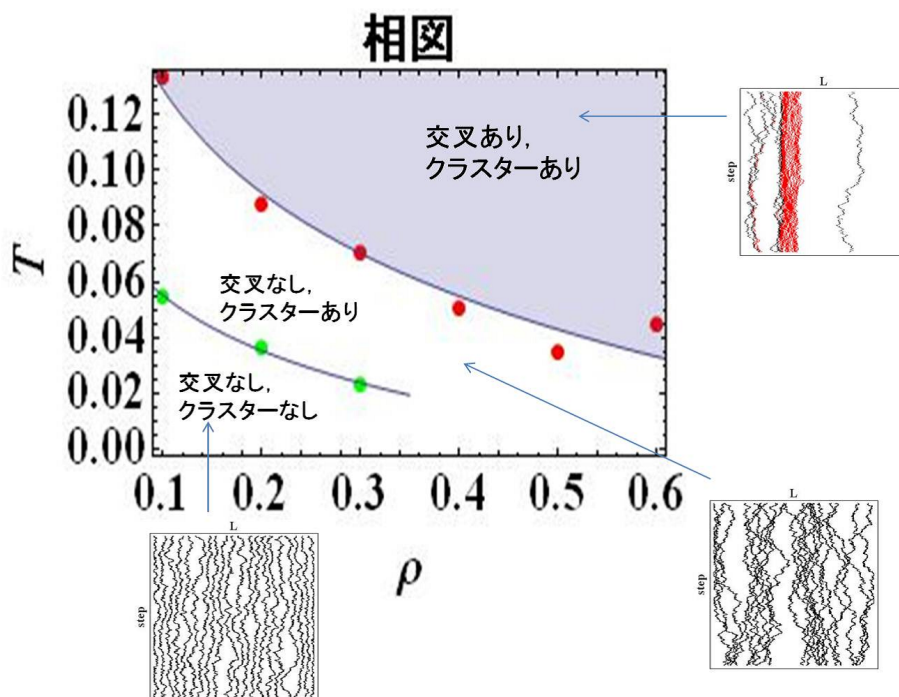 相図
T
0.12
0.10
0.08
0.06
0.04
0.02
0.00
0.1 0.2 0.3 0.4 0.5 0.6
ρ
交叉あり,
クラスターあり
交叉なし,
クラスターあり
交叉なし,
クラスターなし
L
step
L
step
L
step